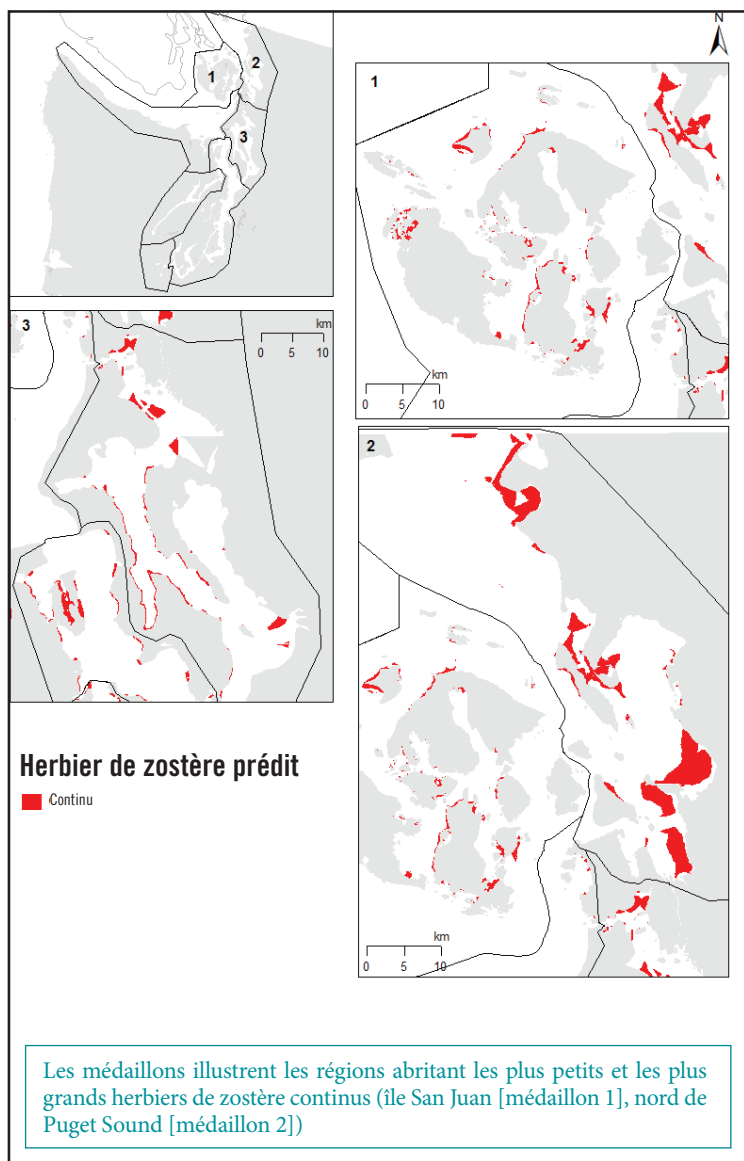 N
1
2
3
1
km
0 5 10
3
km
0 5 10
2
km
0 5 10
Herbier de zostère prédit
Continu
Les médaillons illustrent les régions abritant les plus petits et les plus
grands herbiers de zostère continus (île San Juan [médaillon 1], nord de
Puget Sound [médaillon 2])